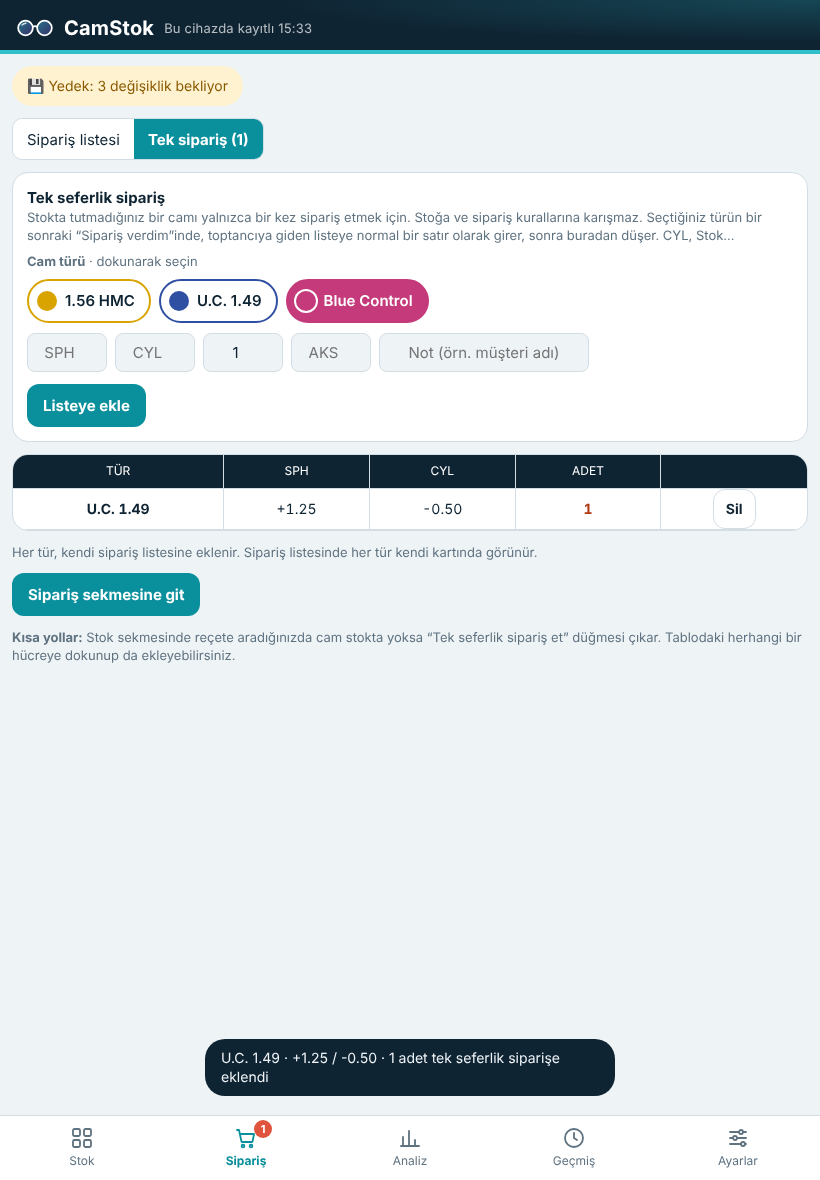 CamStok Bu cihazda kayıtlı 15:33
💾 Yedek: 3 değişiklik bekliyor
Sipariş listesi Tek sipariş (1)
Tek seferlik sipariş
Stokta tutmadığınız bir camı yalnızca bir kez sipariş etmek için. Stoğa ve sipariş kurallarına karışmaz. Seçtiğiniz türün bir
sonraki “Sipariş verdim”inde, toptancıya giden listeye normal bir satır olarak girer, sonra buradan düşer. CYL, Stok...
Cam türü · dokunarak seçin
1.56 HMC U.C. 1.49 Blue Control
SPH CYL 1 AKS Not (örn. müşteri adı)
Listeye ekle
TÜR SPH CYL ADET
U.C. 1.49 +1.25 -0.50 1 Sil
Her tür, kendi sipariş listesine eklenir. Sipariş listesinde her tür kendi kartında görünür.
Sipariş sekmesine git
Kısa yollar: Stok sekmesinde reçete aradığınızda cam stokta yoksa “Tek seferlik sipariş et” düğmesi çıkar. Tablodaki herhangi bir
hücreye dokunup da ekleyebilirsiniz.
U.C. 1.49 · +1.25 / -0.50 · 1 adet tek seferlik siparişe
eklendi
1
Stok Sipariş Analiz Geçmiş Ayarlar